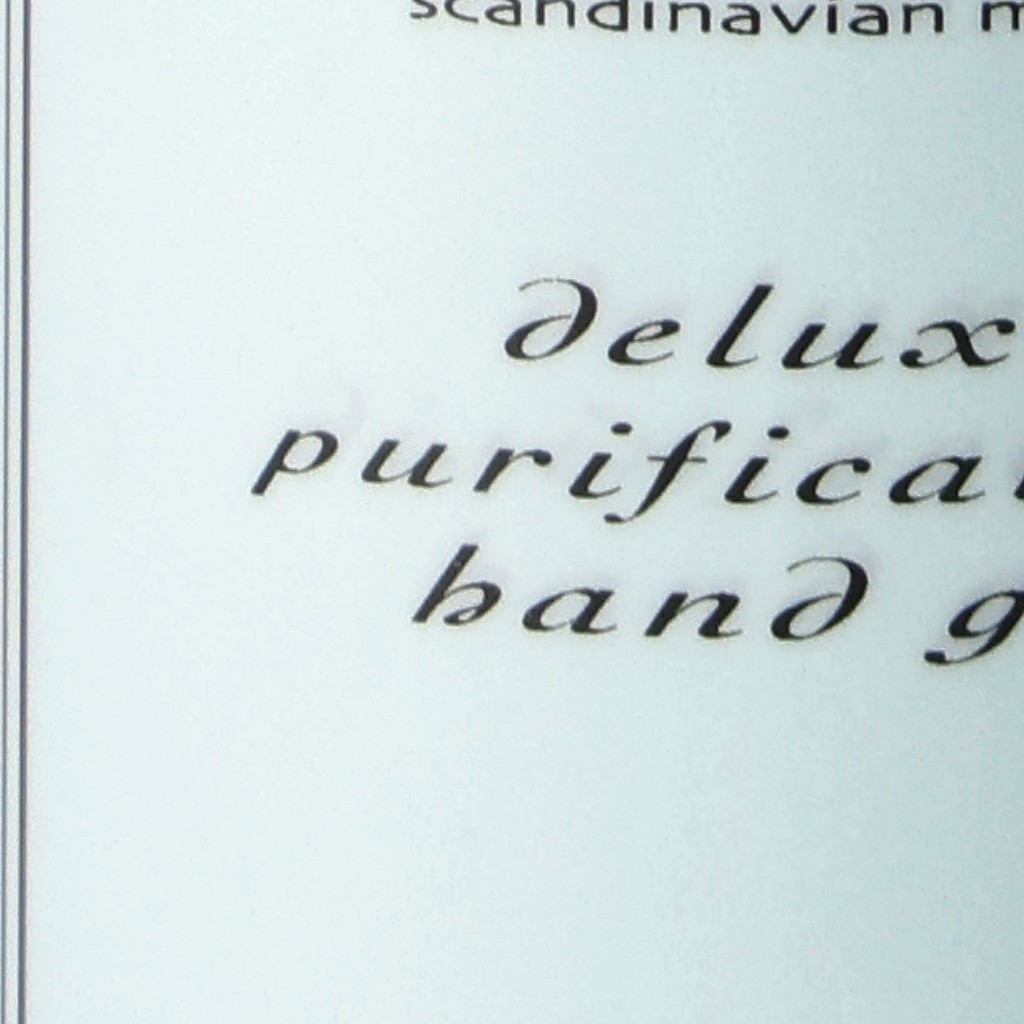 scandinavian m
delux
purifica
hand g